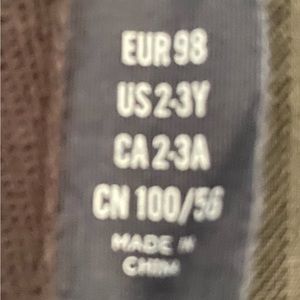 EUR 98
US 2-3Y
CA 2-3A
CN 100/56
MADE IN
CHINA